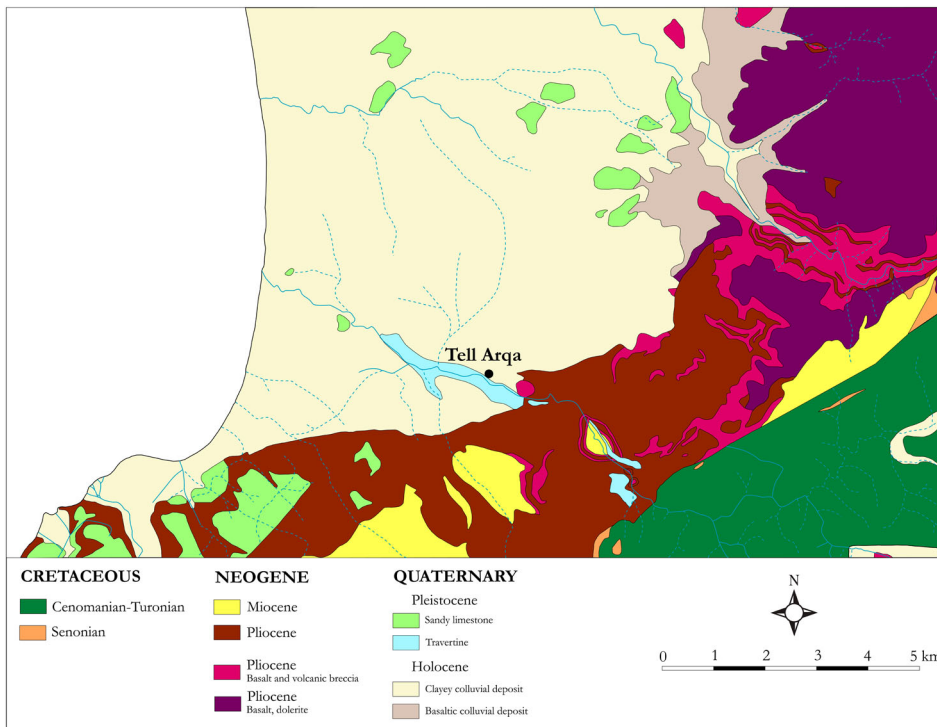 Tell Arqa
CRETACEOUS
Cenomanian-Turonian
Senonian
NEOGENE
Miocene
Pliocene
Pliocene
Basalt and volcanic breccia
Pliocene
Basalt, dolerite
QUATERNARY
Pleistocene
Sandy limestone
Travertine
Holocene
Clayey colluvial deposit
Basaltic colluvial deposit
N
0 1 2 3 4 5 km